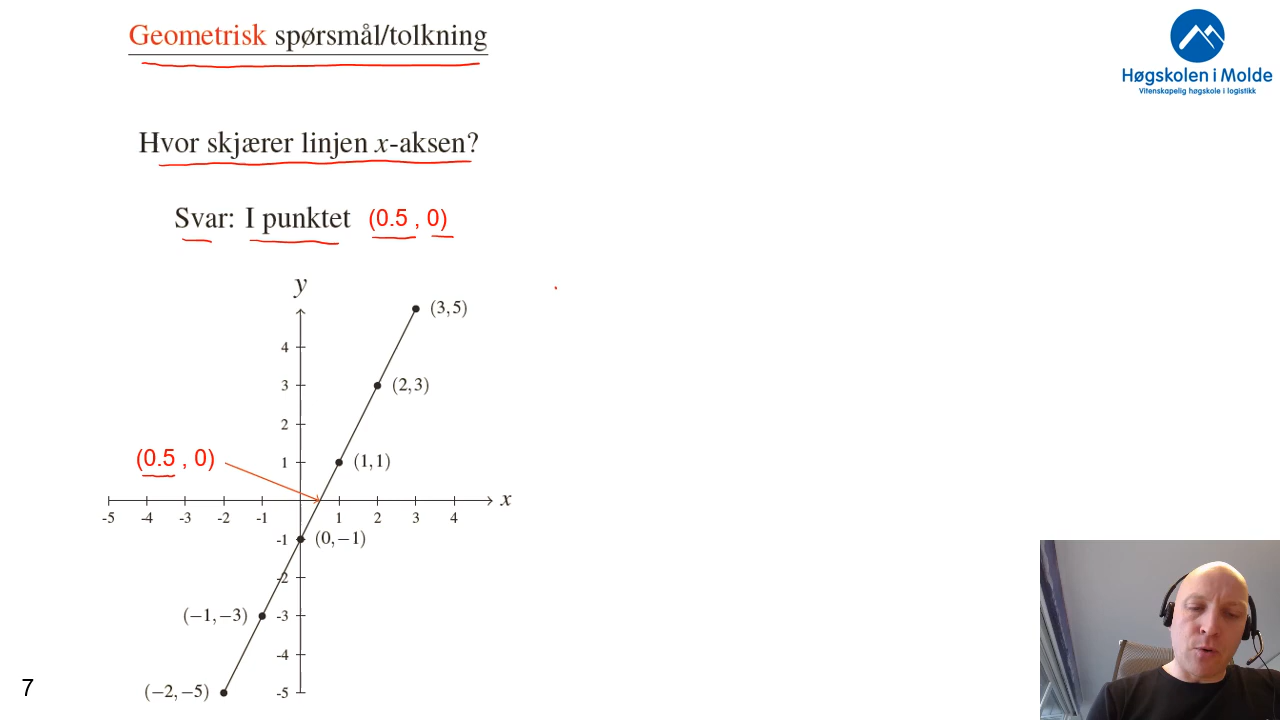 Geometrisk spørsmål/tolkning
Høgskolen i Molde
Vitenskapelig høgskole i logistikk
Hvor skjærer linjen x-aksen?
Svar: I punktet (0.5 , 0)
y
(3,5)
4
3
(2,3)
2
(0.5 , 0)
1
(1,1)
x
-5 -4 -3 -2 -1 1 2 3 4
-1
(0,−1)
-2
(−1,−3)
-3
-4
(−2,−5)
-5
7